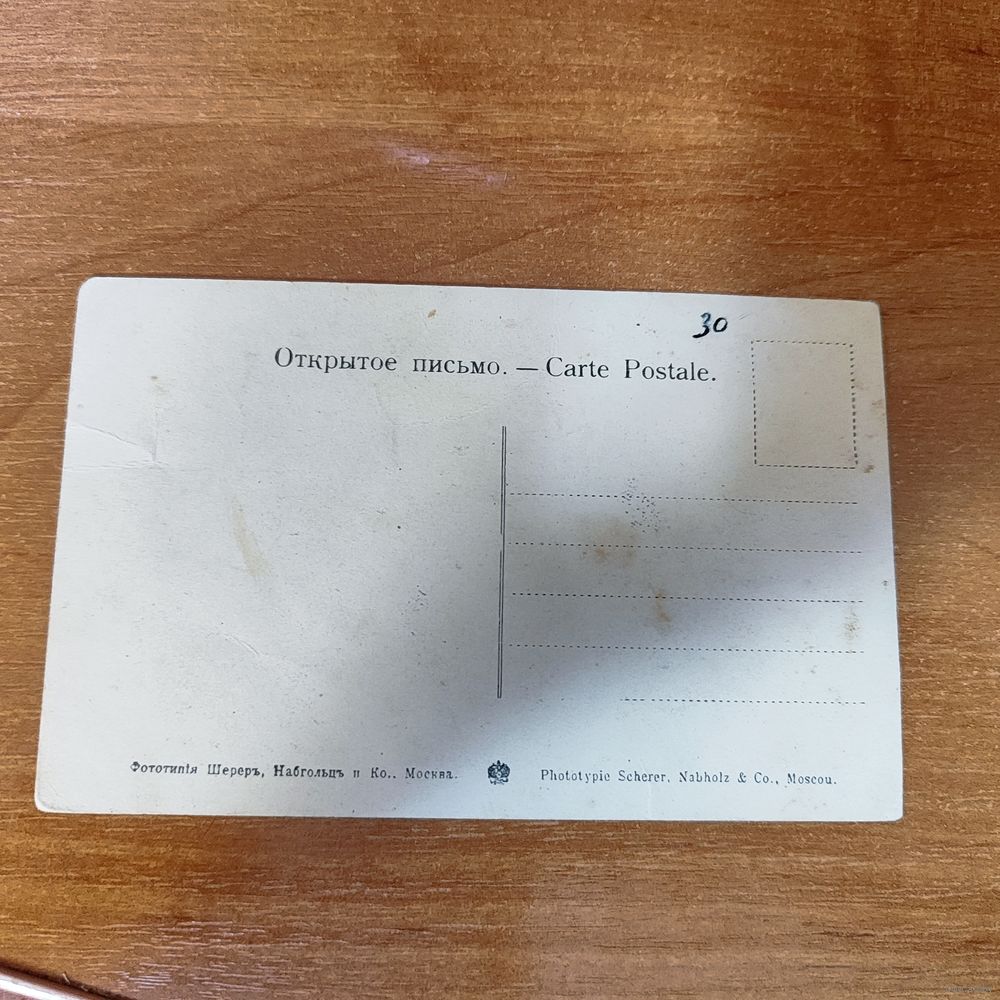 30
Открытое письмо. — Carte Postale.
Фототипія Шереръ, Набгольцъ и Ко.. Москва.
Phototypie Scherer, Nabholz & Co., Moscou.